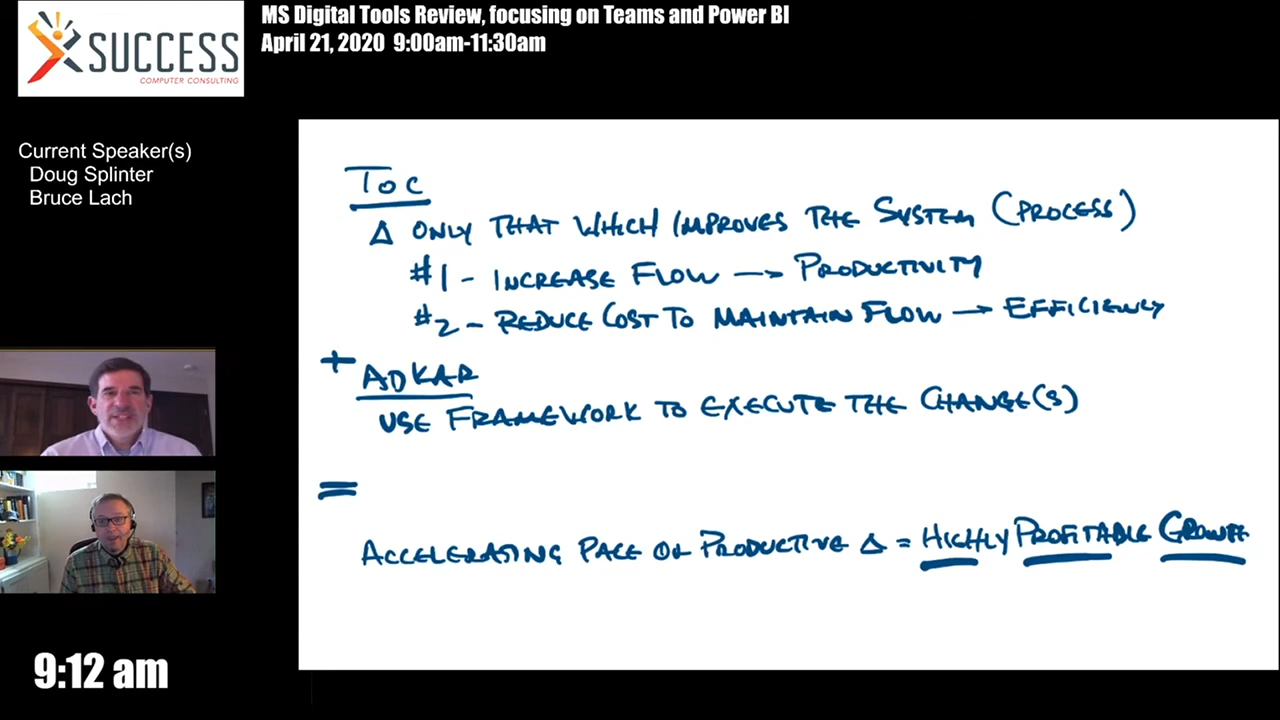 SUCCESS
COMPUTER CONSULTING
MS Digital Tools Review, focusing on Teams and Power BI
April 21, 2020 9:00am-11:30am
Current Speaker(s)
Doug Splinter
Bruce Lach
TOC
Δ ONLY THAT WHICH IMPROVES THE SYSTEM (PROCESS)
#1 - INCREASE FLOW → PRODUCTIVITY
#2 - REDUCE COST TO MAINTAIN FLOW → EFFICIENCY
+ ADKAR
USE FRAMEWORK TO EXECUTE THE CHANGE(S)
=
ACCELERATING PACE OF PRODUCTIVE Δ = HIGHLY PROFITABLE GROWTH
9:12 am